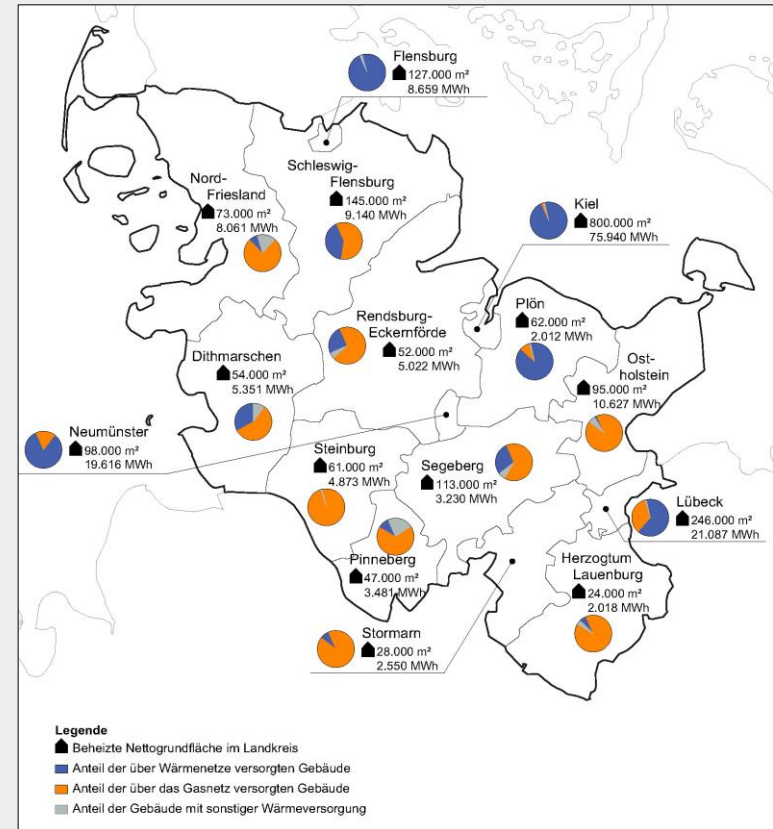 Flensburg
127.000 m²
8.659 MWh
Nord-
Friesland
73.000 m²
8.061 MWh
Schleswig-
Flensburg
145.000 m²
9.140 MWh
Kiel
800.000 m²
75.940 MWh
Rendsburg-
Eckernförde
52.000 m²
5.022 MWh
Plön
62.000 m²
2.012 MWh
Ost-
holstein
95.000 m²
10.627 MWh
Dithmarschen
54.000 m²
5.351 MWh
Neumünster
98.000 m²
19.616 MWh
Steinburg
61.000 m²
4.873 MWh
Segeberg
113.000 m²
3.230 MWh
Lübeck
246.000 m²
21.087 MWh
Pinneberg
47.000 m²
3.481 MWh
Herzogtum
Lauenburg
24.000 m²
2.018 MWh
Stormarn
28.000 m²
2.550 MWh
Legende
Beheizte Nettogrundfläche im Landkreis
Anteil der über Wärmenetze versorgten Gebäude
Anteil der über das Gasnetz versorgten Gebäude
Anteil der Gebäude mit sonstiger Wärmeversorgung